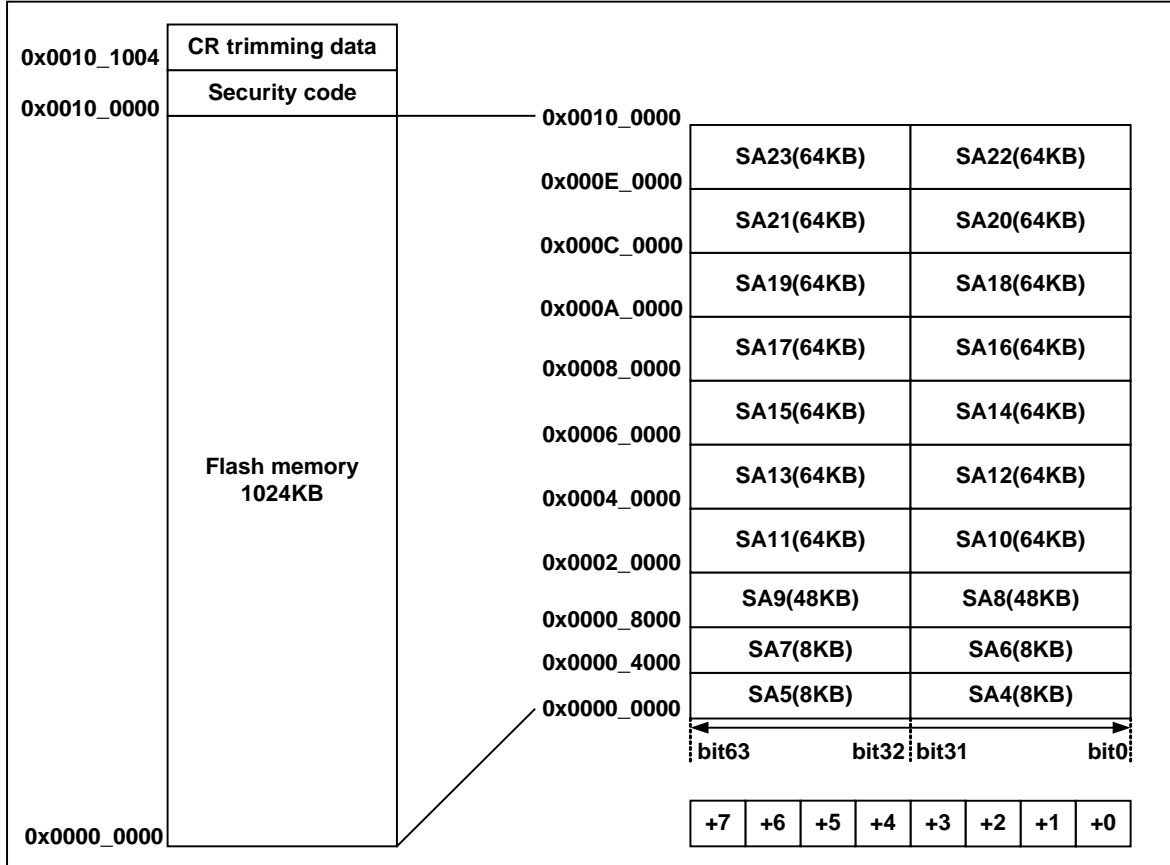 0x0010_1004
CR trimming data
Security code
0x0010_0000
Flash memory
1024KB
0x0000_0000
0x0010_0000
SA23(64KB) SA22(64KB)
0x000E_0000
SA21(64KB) SA20(64KB)
0x000C_0000
SA19(64KB) SA18(64KB)
0x000A_0000
SA17(64KB) SA16(64KB)
0x0008_0000
SA15(64KB) SA14(64KB)
0x0006_0000
SA13(64KB) SA12(64KB)
0x0004_0000
SA11(64KB) SA10(64KB)
0x0002_0000
SA9(48KB) SA8(48KB)
0x0000_8000
SA7(8KB) SA6(8KB)
0x0000_4000
SA5(8KB) SA4(8KB)
0x0000_0000
bit63 bit32 bit31 bit0
+7 +6 +5 +4 +3 +2 +1 +0